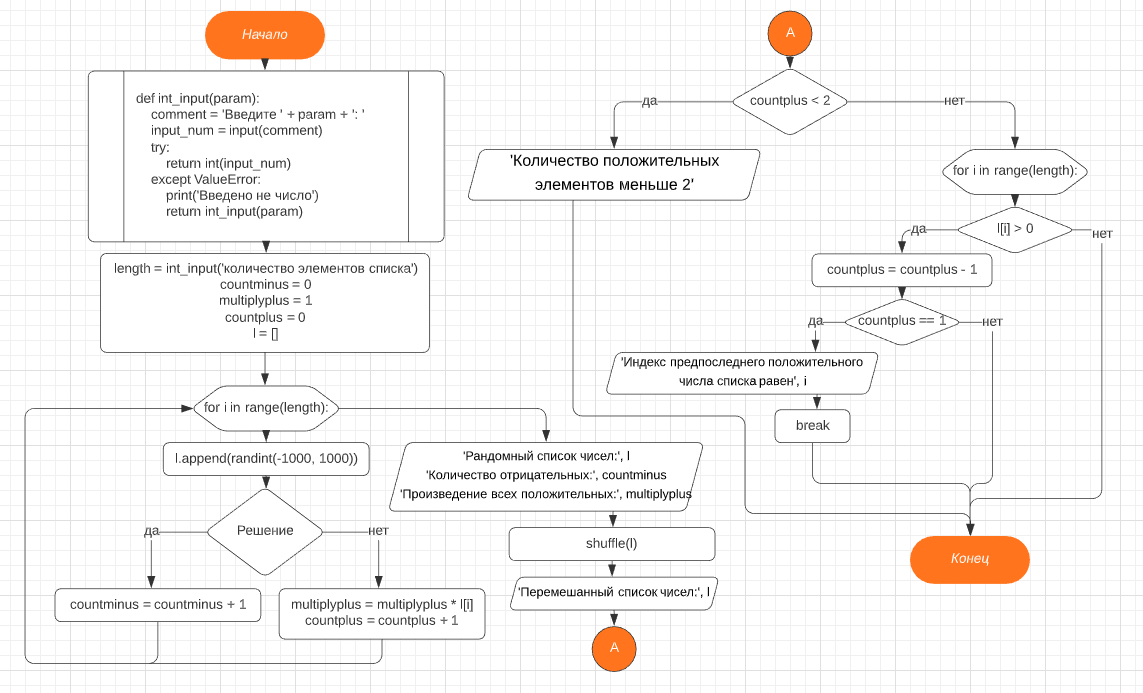 Начало
def int_input(param):
comment = 'Введите ' + param + ': '
input_num = input(comment)
try:
return int(input_num)
except ValueError:
print('Введено не число')
return int_input(param)
length = int_input('количество элементов списка')
countminus = 0
multiplyplus = 1
countplus = 0
l = []
for i in range(length):
l.append(randint(-1000, 1000))
Решение
да
нет
countminus = countminus + 1
multiplyplus = multiplyplus * l[i]
countplus = countplus + 1
'Рандомный список чисел:', l
'Количество отрицательных:', countminus
'Произведение всех положительных:', multiplyplus
shuffle(l)
'Перемешанный список чисел:', l
A
A
countplus < 2
да
нет
'Количество положительных
элементов меньше 2'
for i in range(length):
l[i] > 0
да
нет
countplus = countplus - 1
countplus == 1
да
нет
'Индекс предпоследнего положительного
числа списка равен', i
break
Конец